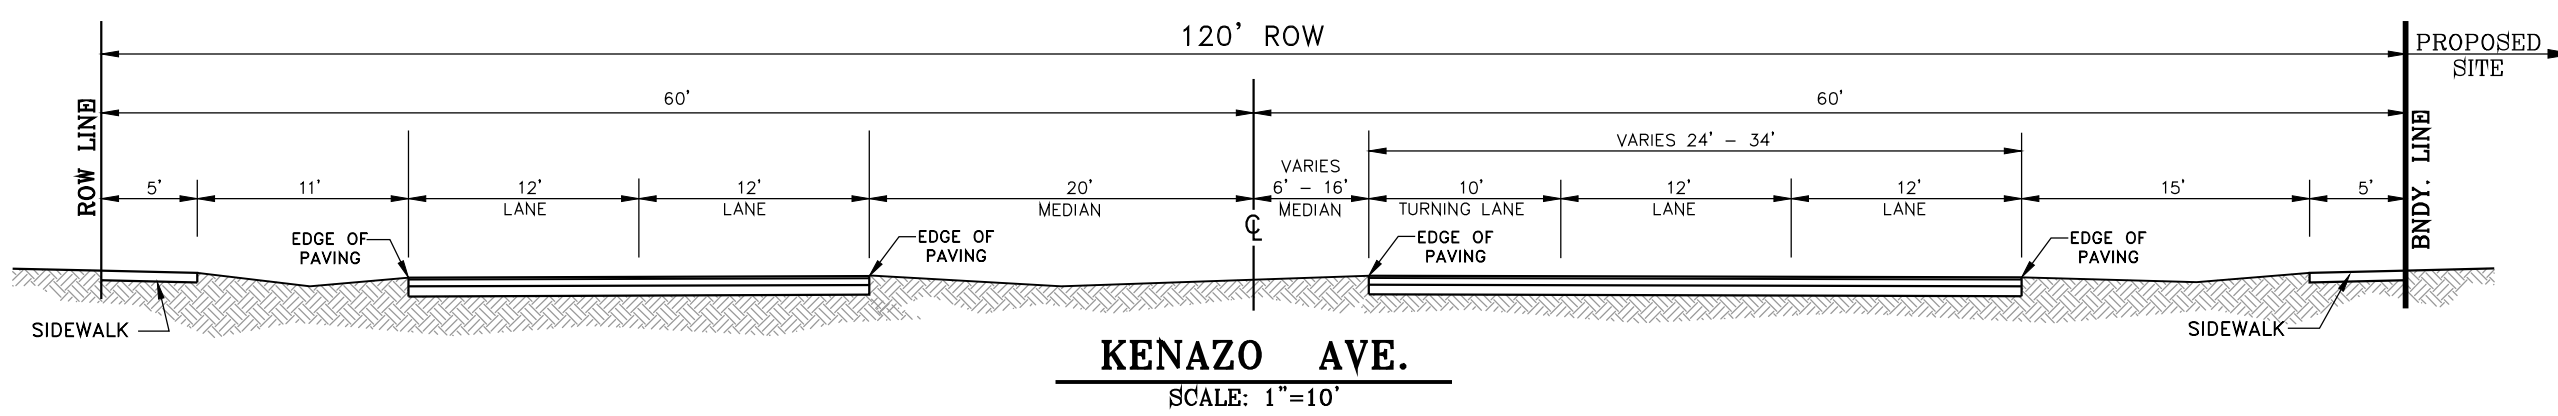 120' ROW
PROPOSED
SITE
60'
60'
ROW LINE
BNDY. LINE
VARIES 24' - 34'
VARIES
5'
11'
12'
12'
20'
6' - 16'
10'
12'
12'
15'
5'
LANE
LANE
MEDIAN
MEDIAN
TURNING LANE
LANE
LANE
℄
EDGE OF
PAVING
EDGE OF
PAVING
EDGE OF
PAVING
EDGE OF
PAVING
SIDEWALK
SIDEWALK
KENAZO AVE.
SCALE: 1"=10'